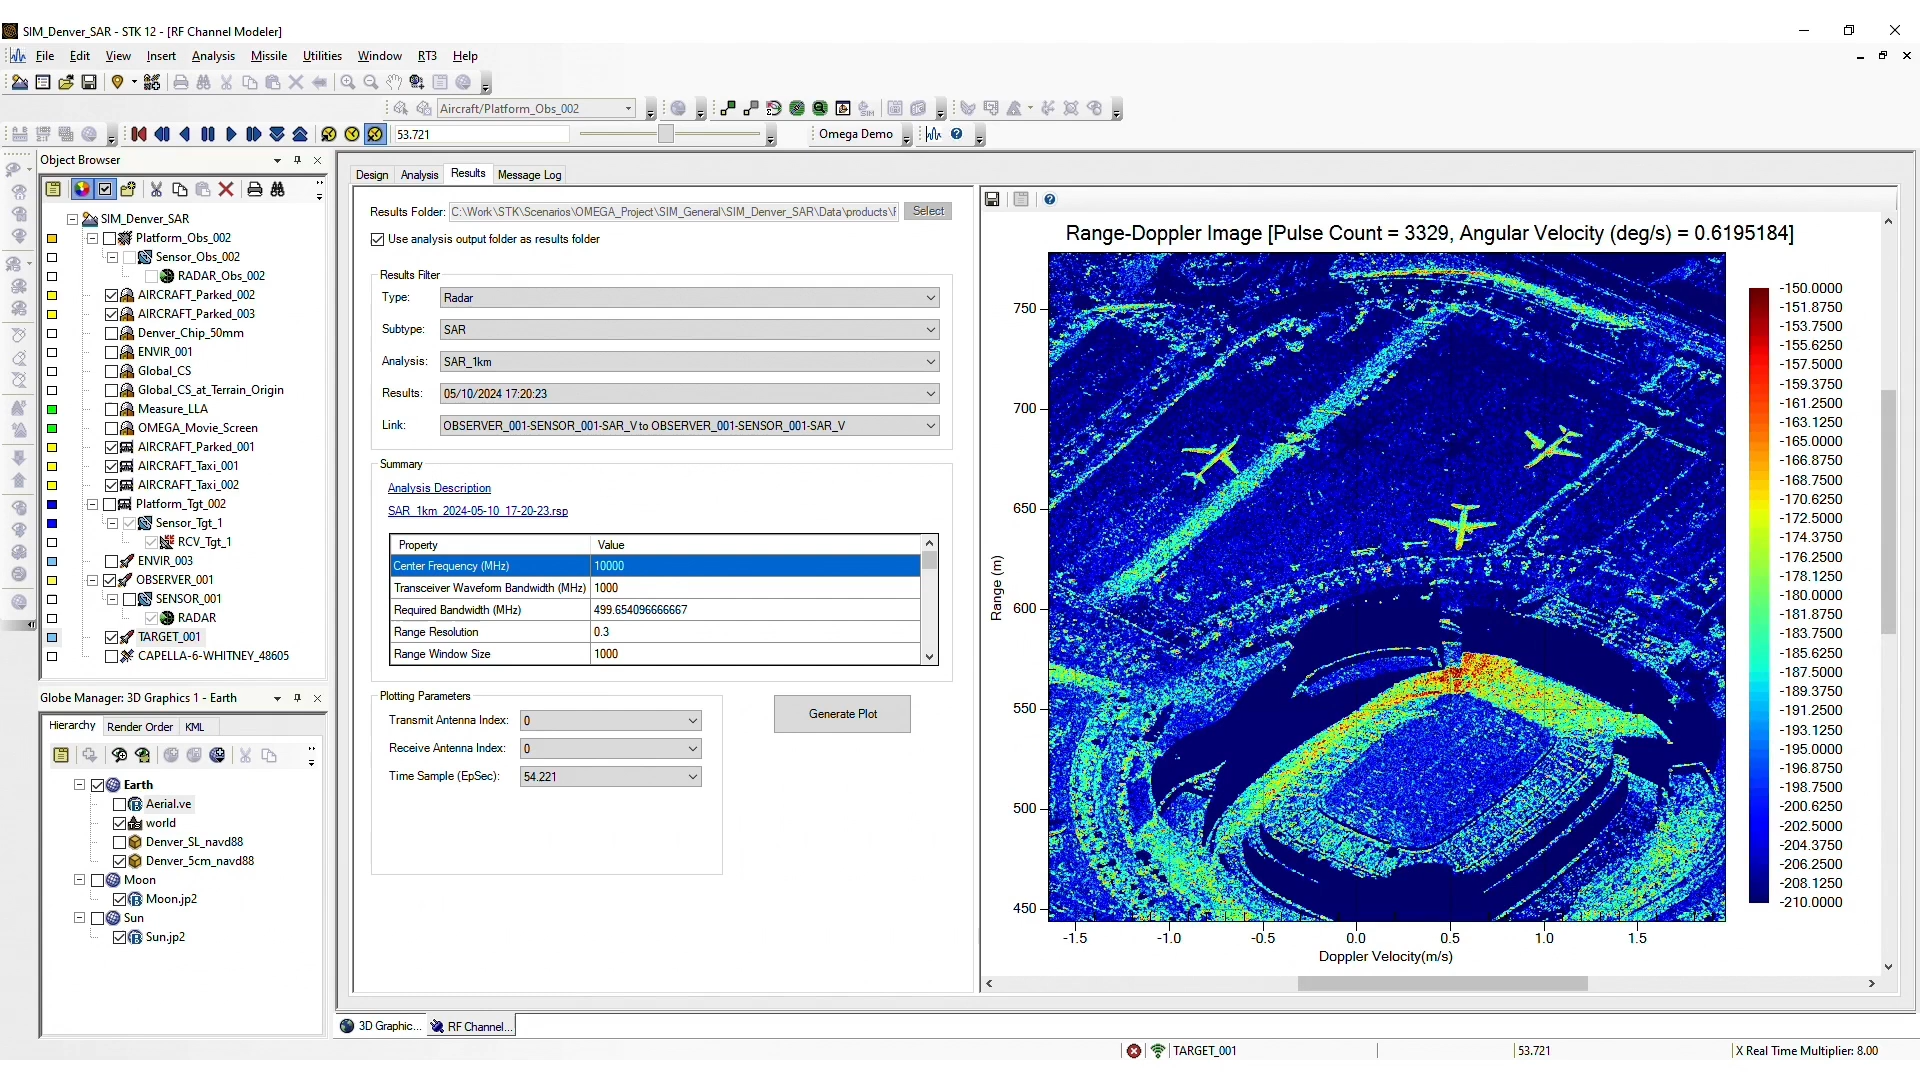 SIM_Denver_SAR - STK 12 - [RF Channel Modeler]
File Edit View Insert Analysis Missile Utilities Window RT3 Help
Aircraft/Platform_Obs_002
53.721
Omega Demo
Object Browser
SIM_Denver_SAR
Platform_Obs_002
Sensor_Obs_002
RADAR_Obs_002
AIRCRAFT_Parked_002
AIRCRAFT_Parked_003
Denver_Chip_50mm
ENVIR_001
Global_CS
Global_CS_at_Terrain_Origin
Measure_LLA
OMEGA_Movie_Screen
AIRCRAFT_Parked_001
AIRCRAFT_Taxi_001
AIRCRAFT_Taxi_002
Platform_Tgt_002
Sensor_Tgt_1
RCV_Tgt_1
ENVIR_003
OBSERVER_001
SENSOR_001
RADAR
TARGET_001
CAPELLA-6-WHITNEY_48605
Globe Manager: 3D Graphics 1 - Earth
Hierarchy Render Order KML
Earth
Aerial.ve
world
Denver_SL_navd88
Denver_5cm_navd88
Moon
Moon.jp2
Sun
Sun.jp2
Design Analysis Results Message Log
Results Folder: C:\Work\STK\Scenarios\OMEGA_Project\SIM_General\SIM_Denver_SAR\Data\products\ Select
Use analysis output folder as results folder
Results Filter
Type: Radar
Subtype: SAR
Analysis: SAR_1km
Results: 05/10/2024 17:20:23
Link: OBSERVER_001-SENSOR_001-SAR_V to OBSERVER_001-SENSOR_001-SAR_V
Summary
Analysis Description
SAR_1km_2024-05-10_17-20-23.rsp
Property Value
Center Frequency (MHz) 10000
Transceiver Waveform Bandwidth (MHz) 1000
Required Bandwidth (MHz) 499.654096666667
Range Resolution 0.3
Range Window Size 1000
Plotting Parameters
Transmit Antenna Index: 0
Receive Antenna Index: 0
Time Sample (EpSec): 54.221
Generate Plot
Range-Doppler Image [Pulse Count = 3329, Angular Velocity (deg/s) = 0.6195184]
Range (m)
750
700
650
600
550
500
450
-1.5 -1.0 -0.5 0.0 0.5 1.0 1.5
Doppler Velocity(m/s)
-150.0000
-151.8750
-153.7500
-155.6250
-157.5000
-159.3750
-161.2500
-163.1250
-165.0000
-166.8750
-168.7500
-170.6250
-172.5000
-174.3750
-176.2500
-178.1250
-180.0000
-181.8750
-183.7500
-185.6250
-187.5000
-189.3750
-191.2500
-193.1250
-195.0000
-196.8750
-198.7500
-200.6250
-202.5000
-204.3750
-206.2500
-208.1250
-210.0000
3D Graphic... RF Channel...
TARGET_001 53.721 X Real Time Multiplier: 8.00